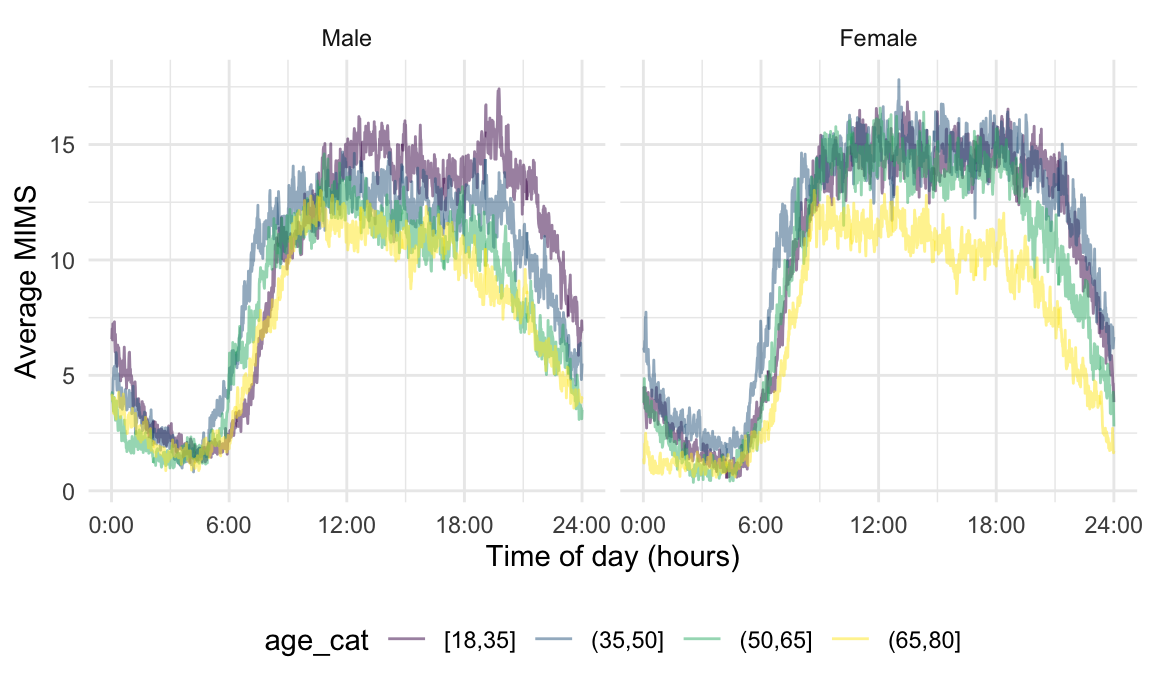 Male Female
Average MIMS
15
10
5
0
0:00 6:00 12:00 18:00 24:00 0:00 6:00 12:00 18:00 24:00
Time of day (hours)
age_cat [18,35] (35,50] (50,65] (65,80]